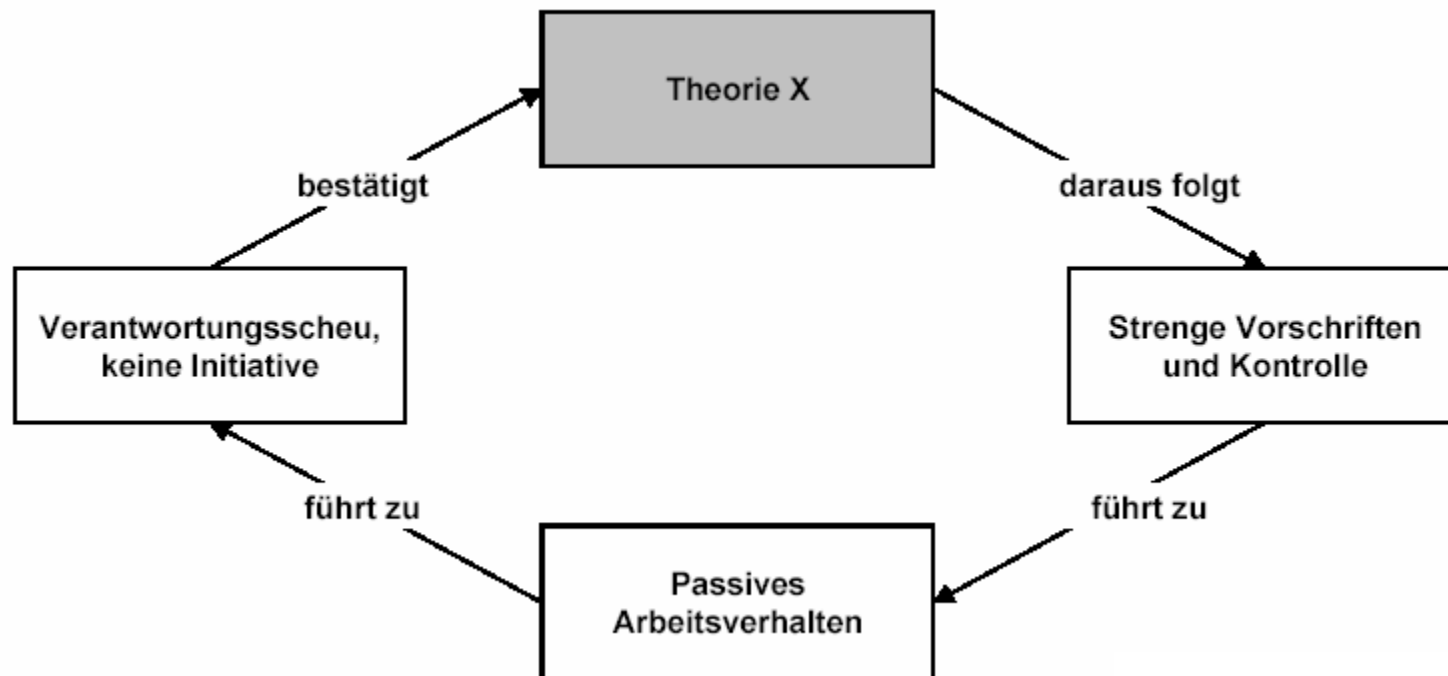 Theorie X
bestätigt
daraus folgt
Verantwortungsscheu,
keine Initiative
Strenge Vorschriften
und Kontrolle
führt zu
führt zu
Passives
Arbeitsverhalten